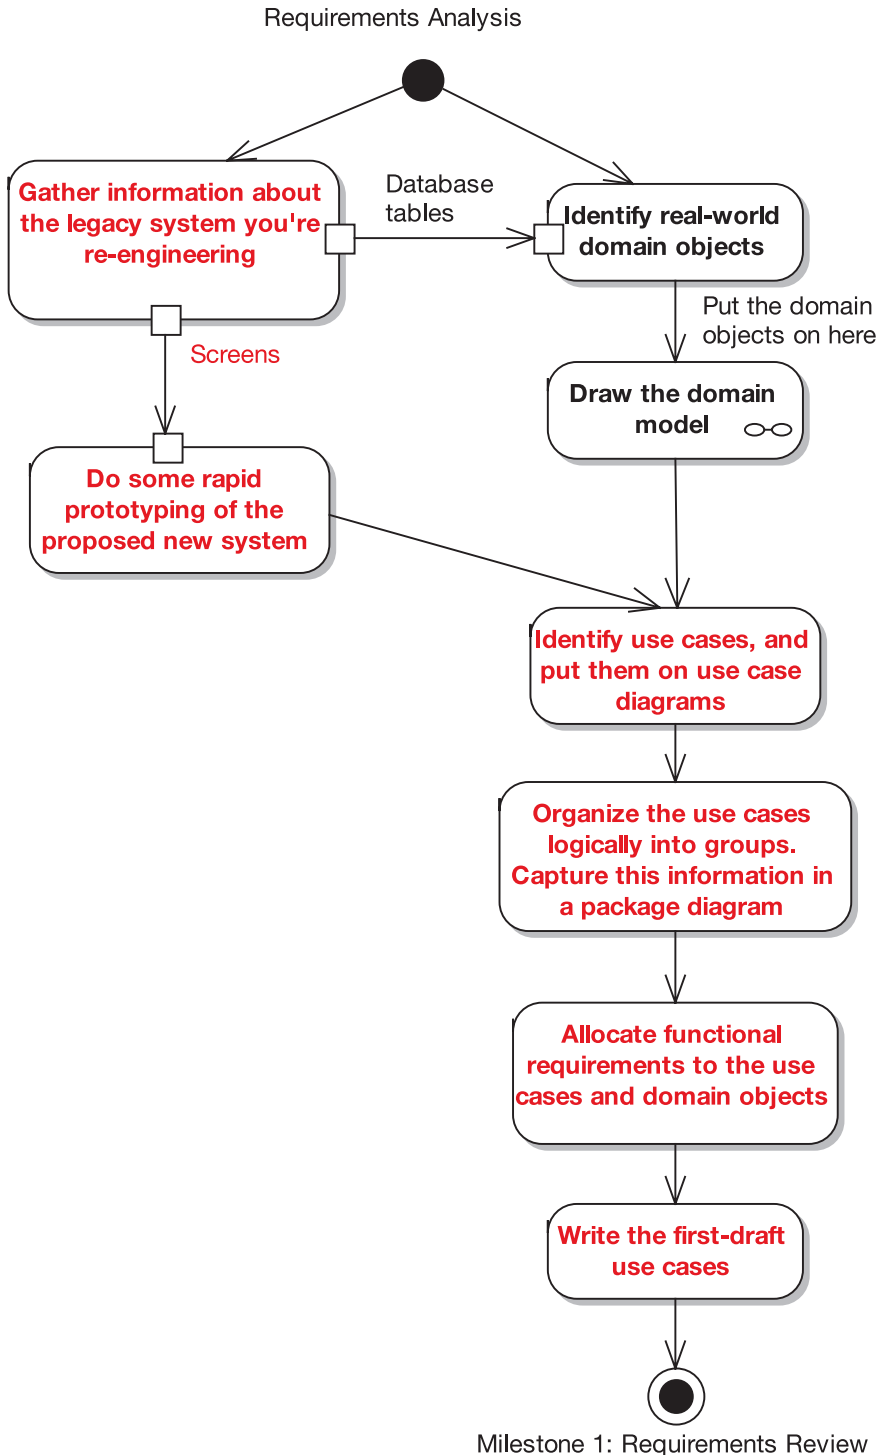 Requirements Analysis
Gather information about
the legacy system you're
re-engineering
Database
tables
Identify real-world
domain objects
Put the domain
objects on here
Screens
Draw the domain
model
Do some rapid
prototyping of the
proposed new system
Identify use cases, and
put them on use case
diagrams
Organize the use cases
logically into groups.
Capture this information in
a package diagram
Allocate functional
requirements to the use
cases and domain objects
Write the first-draft
use cases
Milestone 1: Requirements Review